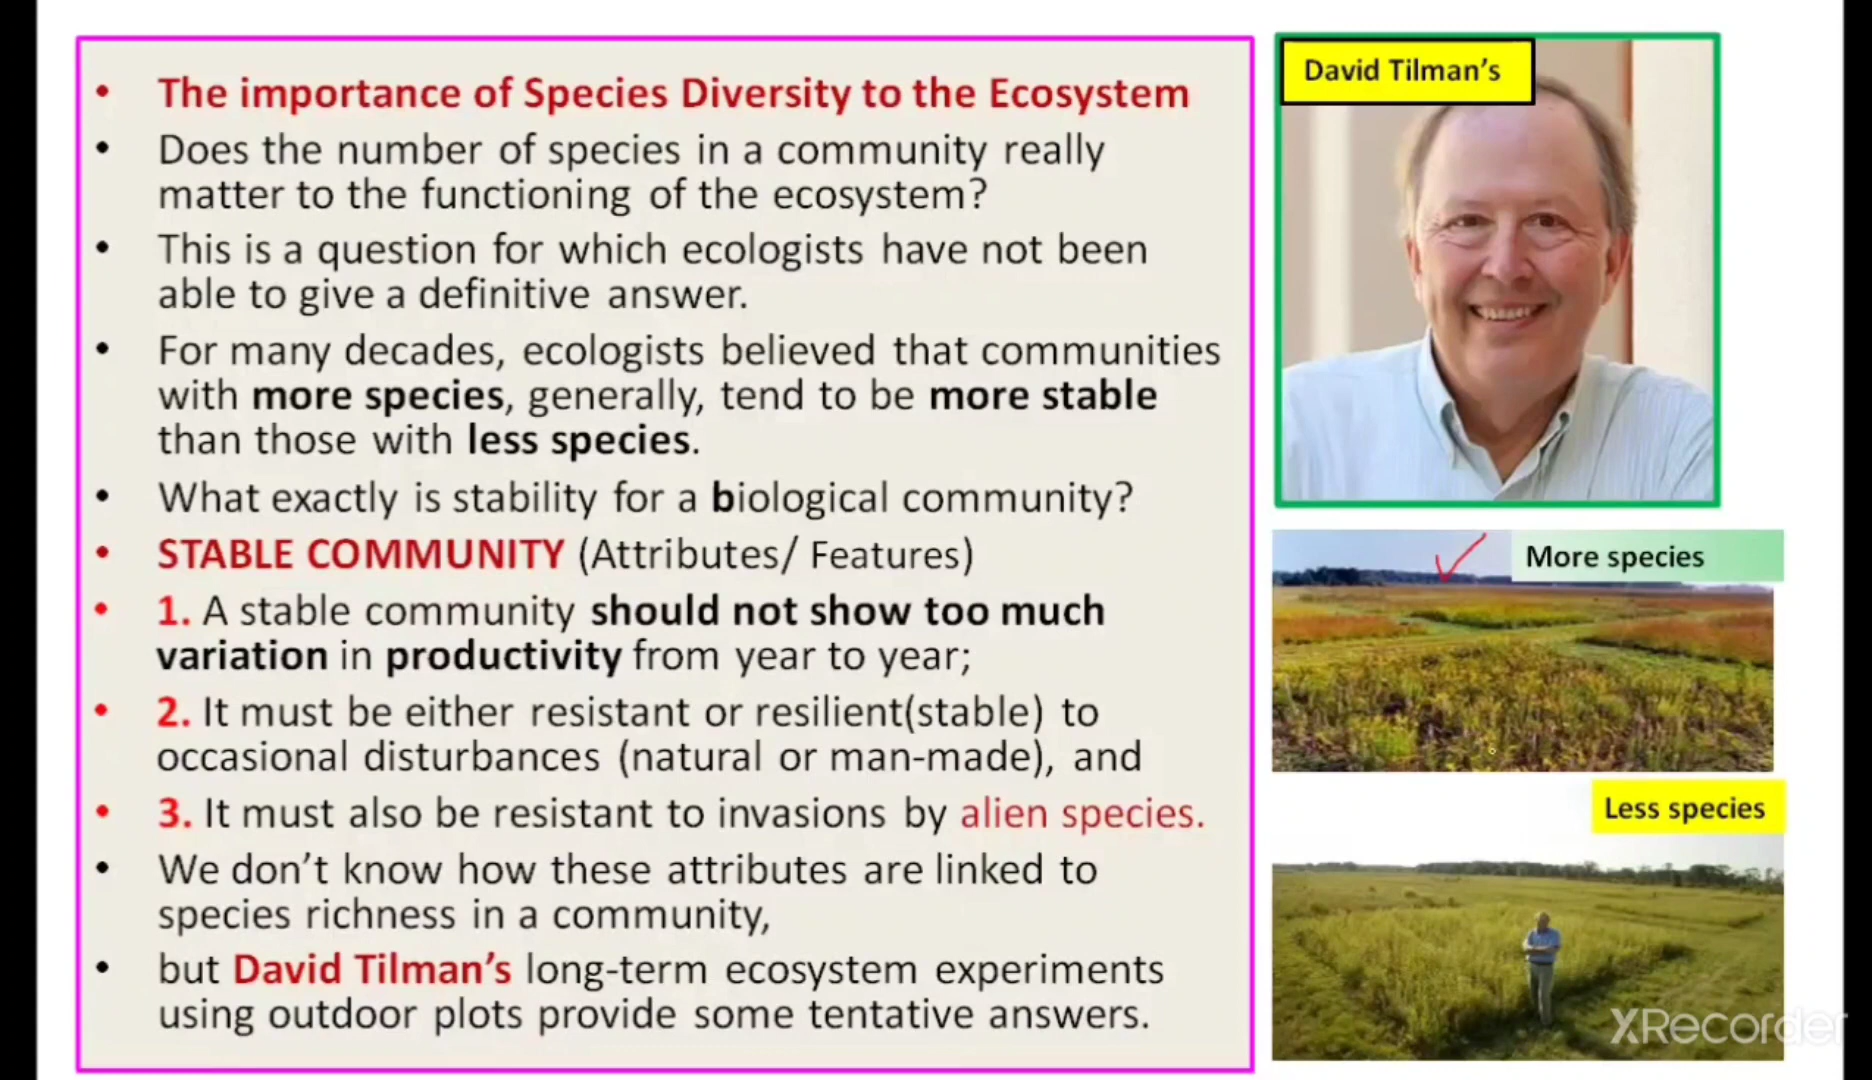 • The importance of Species Diversity to the Ecosystem
• Does the number of species in a community really
matter to the functioning of the ecosystem?
• This is a question for which ecologists have not been
able to give a definitive answer.
• For many decades, ecologists believed that communities
with more species, generally, tend to be more stable
than those with less species.
• What exactly is stability for a biological community?
• STABLE COMMUNITY (Attributes/ Features)
• 1. A stable community should not show too much
variation in productivity from year to year;
• 2. It must be either resistant or resilient(stable) to
occasional disturbances (natural or man-made), and
• 3. It must also be resistant to invasions by alien species.
• We don't know how these attributes are linked to
species richness in a community,
• but David Tilman's long-term ecosystem experiments
using outdoor plots provide some tentative answers.
David Tilman's
More species
Less species
XRecorder